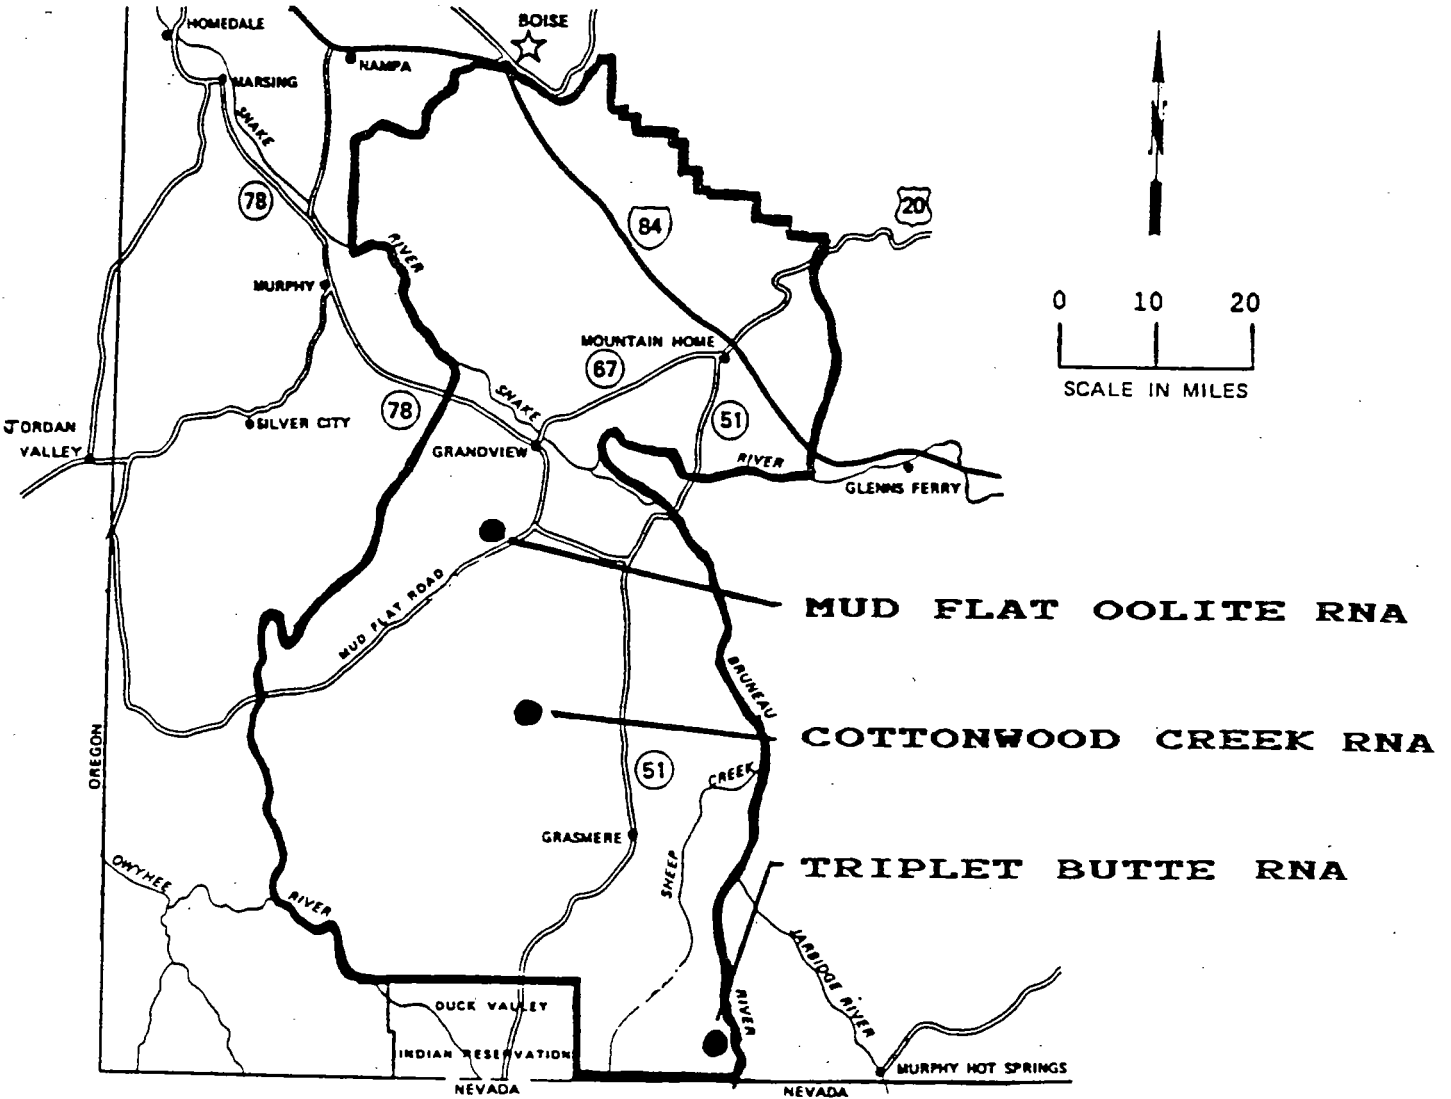 HOMEDALE
BOISE
NAMPA
MARSING
SNAKE
N
78
20
84
RIVER
MURPHY
0 10 20
SCALE IN MILES
MOUNTAIN HOME
67
SNAKE
78
51
JORDAN
VALLEY
SILVER CITY
GRANDVIEW
RIVER
GLENNS FERRY
MUD FLAT ROAD
MUD FLAT OOLITE RNA
BRUNEAU
COTTONWOOD CREEK RNA
OREGON
51
CREEK
GRASMERE
SHEEP
TRIPLET BUTTE RNA
OWYHEE
RIVER
JARBIDGE RIVER
DUCK VALLEY
RIVER
INDIAN RESERVATION
MURPHY HOT SPRINGS
NEVADA
NEVADA